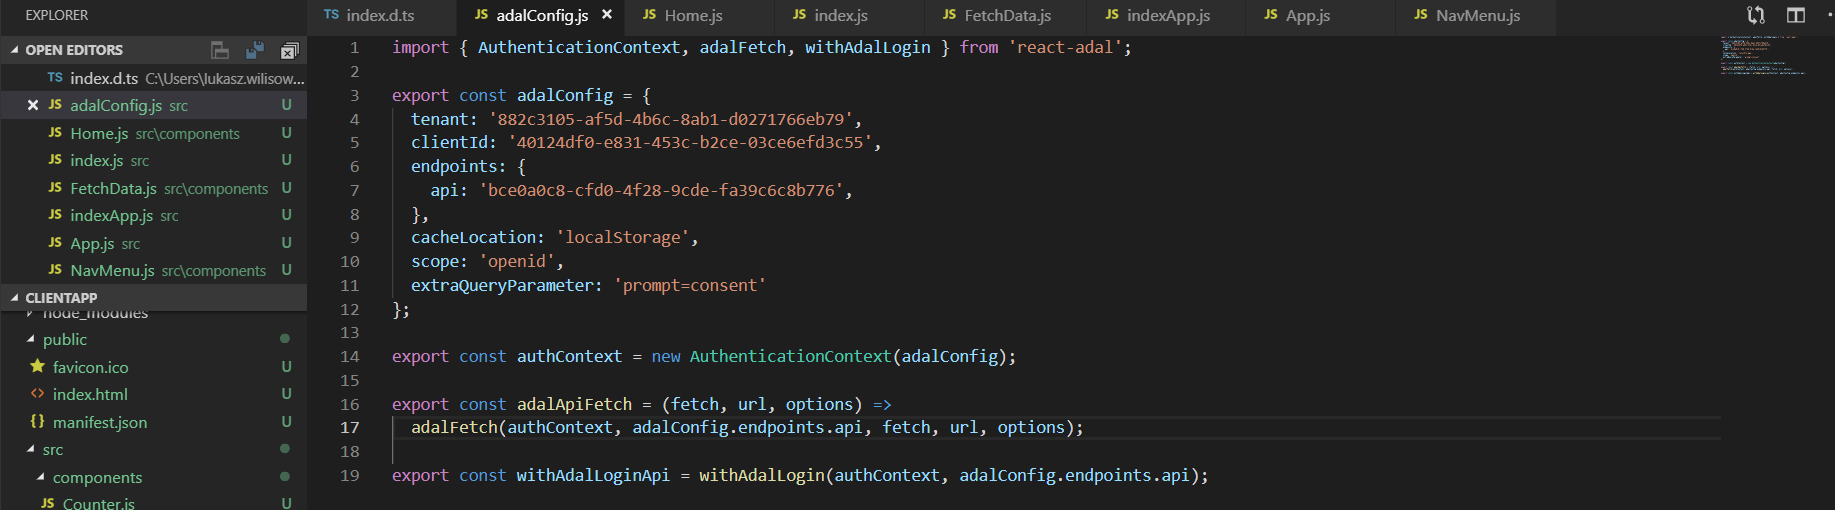 EXPLORER
OPEN EDITORS
TS index.d.ts C:\Users\lukasz.wilisow...
JS adalConfig.js src U
JS Home.js src\components U
JS index.js src U
JS FetchData.js src\components U
JS indexApp.js src U
JS App.js src U
JS NavMenu.js src\components U
CLIENTAPP
node_modules
public
favicon.ico U
<> index.html U
{} manifest.json U
src
components
JS Counter.js U
TS index.d.ts JS adalConfig.js JS Home.js JS index.js JS FetchData.js JS indexApp.js JS App.js JS NavMenu.js
1 import { AuthenticationContext, adalFetch, withAdalLogin } from 'react-adal';
2
3 export const adalConfig = {
4 tenant: '882c3105-af5d-4b6c-8ab1-d0271766eb79',
5 clientId: '40124df0-e831-453c-b2ce-03ce6efd3c55',
6 endpoints: {
7 api: 'bce0a0c8-cfd0-4f28-9cde-fa39c6c8b776',
8 },
9 cacheLocation: 'localStorage',
10 scope: 'openid',
11 extraQueryParameter: 'prompt=consent'
12 };
13
14 export const authContext = new AuthenticationContext(adalConfig);
15
16 export const adalApiFetch = (fetch, url, options) =>
17 adalFetch(authContext, adalConfig.endpoints.api, fetch, url, options);
18
19 export const withAdalLoginApi = withAdalLogin(authContext, adalConfig.endpoints.api);